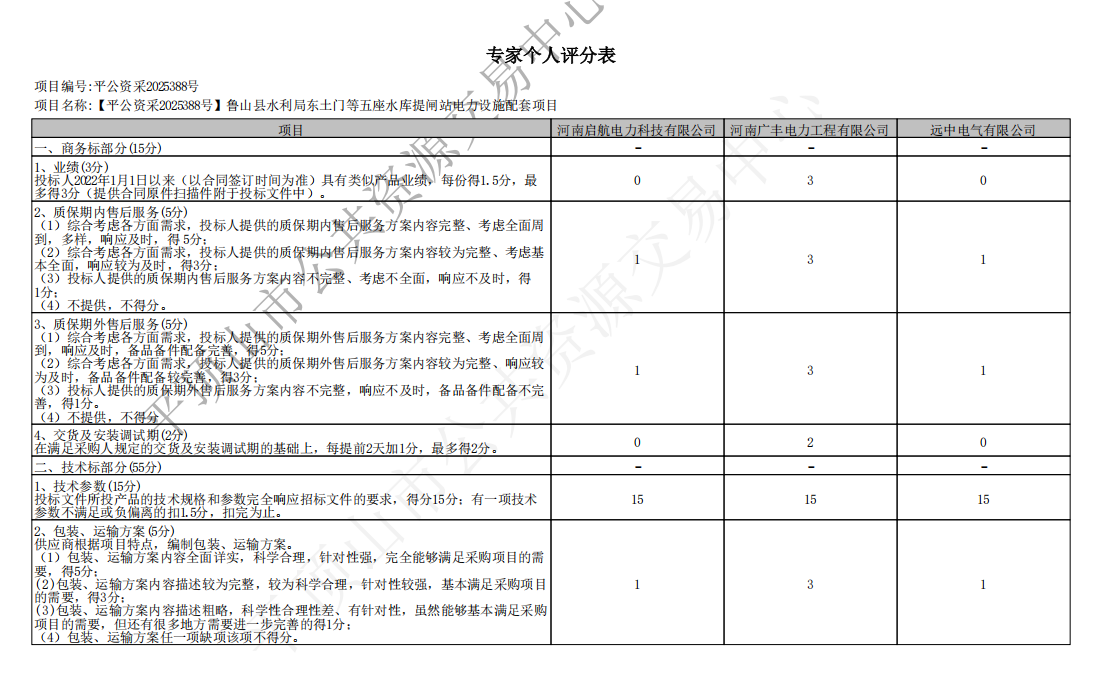 专家个人评分表
项目编号:平公资采2025388号
项目名称:【平公资采2025388号】鲁山县水利局东土门等五座水库提闸站电力设施配套项目
项目 河南启航电力科技有限公司 河南广丰电力工程有限公司 远中电气有限公司
一、商务标部分(15分) - - -
1、业绩(3分)
投标人2022年1月1日以来（以合同签订时间为准）具有类似产品业绩，每份得1.5分，最
多得3分（提供合同原件扫描件附于投标文件中）。
0 3 0
2、质保期内售后服务(5分)
（1）综合考虑各方面需求，投标人提供的质保期内售后服务方案内容完整、考虑全面周
到，多样，响应及时，得 5分；
（2）综合考虑各方面需求，投标人提供的质保期内售后服务方案内容较为完整、考虑基
本全面，响应较为及时，得3分；
（3）投标人提供的质保期内售后服务方案内容不完整、考虑不全面，响应不及时，得
1分；
（4）不提供，不得分。
1 3 1
3、质保期外售后服务(5分)
（1）综合考虑各方面需求，投标人提供的质保期外售后服务方案内容完整、考虑全面周
到，响应及时，备品备件配备完善，得5分；
（2）综合考虑各方面需求，投标人提供的质保期外售后服务方案内容较为完整、响应较
为及时，备品备件配备较完善，得3分；
（3）投标人提供的质保期外售后服务方案内容不完整，响应不及时，备品备件配备不完
善，得1分。
（4）不提供，不得分
1 3 1
4、交货及安装调试期(2分)
在满足采购人规定的交货及安装调试期的基础上，每提前2天加1分，最多得2分。
0 2 0
二、技术标部分(55分) - - -
1、技术参数(15分)
投标文件所投产品的技术规格和参数完全响应招标文件的要求，得分15分；有一项技术
参数不满足或负偏离的扣1.5分，扣完为止。
15 15 15
2、包装、运输方案(5分)
供应商根据项目特点，编制包装、运输方案。
（1）包装、运输方案内容全面详实，科学合理，针对性强，完全能够满足采购项目的需
要，得5分；
(2)包装、运输方案内容描述较为完整，较为科学合理，针对性较强，基本满足采购项目
的需要，得3分；
(3)包装、运输方案内容描述粗略，科学性合理性差、有针对性，虽然能够基本满足采购
项目的需要，但还有很多地方需要进一步完善的得1分；
（4）包装、运输方案任一项缺项该项不得分。
1 3 1
平顶山市公共资源交易中心
平顶山市公共资源交易中心